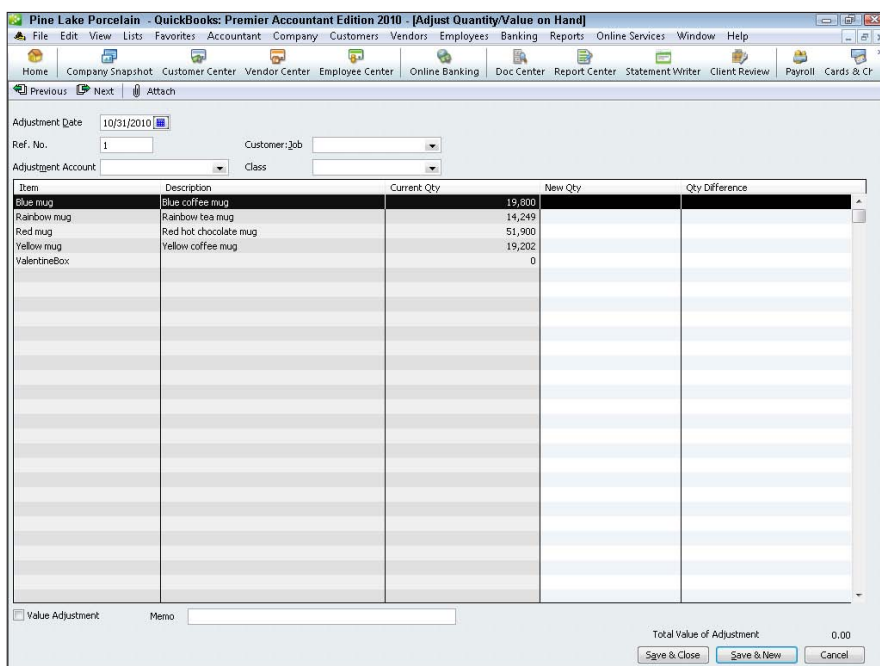 Pine Lake Porcelain - QuickBooks: Premier Accountant Edition 2010 - [Adjust Quantity/Value on Hand]
File Edit View Lists Favorites Accountant Company Customers Vendors Employees Banking Reports Online Services Window Help
Home Company Snapshot Customer Center Vendor Center Employee Center Online Banking Doc Center Report Center Statement Writer Client Review Payroll Cards & Ch
Previous Next Attach
Adjustment Date 10/31/2010
Ref. No. 1 Customer:Job
Adjustment Account Class
Item Description Current Qty New Qty Qty Difference
Blue mug Blue coffee mug 19,800
Rainbow mug Rainbow tea mug 14,249
Red mug Red hot chocolate mug 51,900
Yellow mug Yellow coffee mug 19,202
ValentineBox 0
Value Adjustment Memo
Total Value of Adjustment 0.00
Save & Close Save & New Cancel